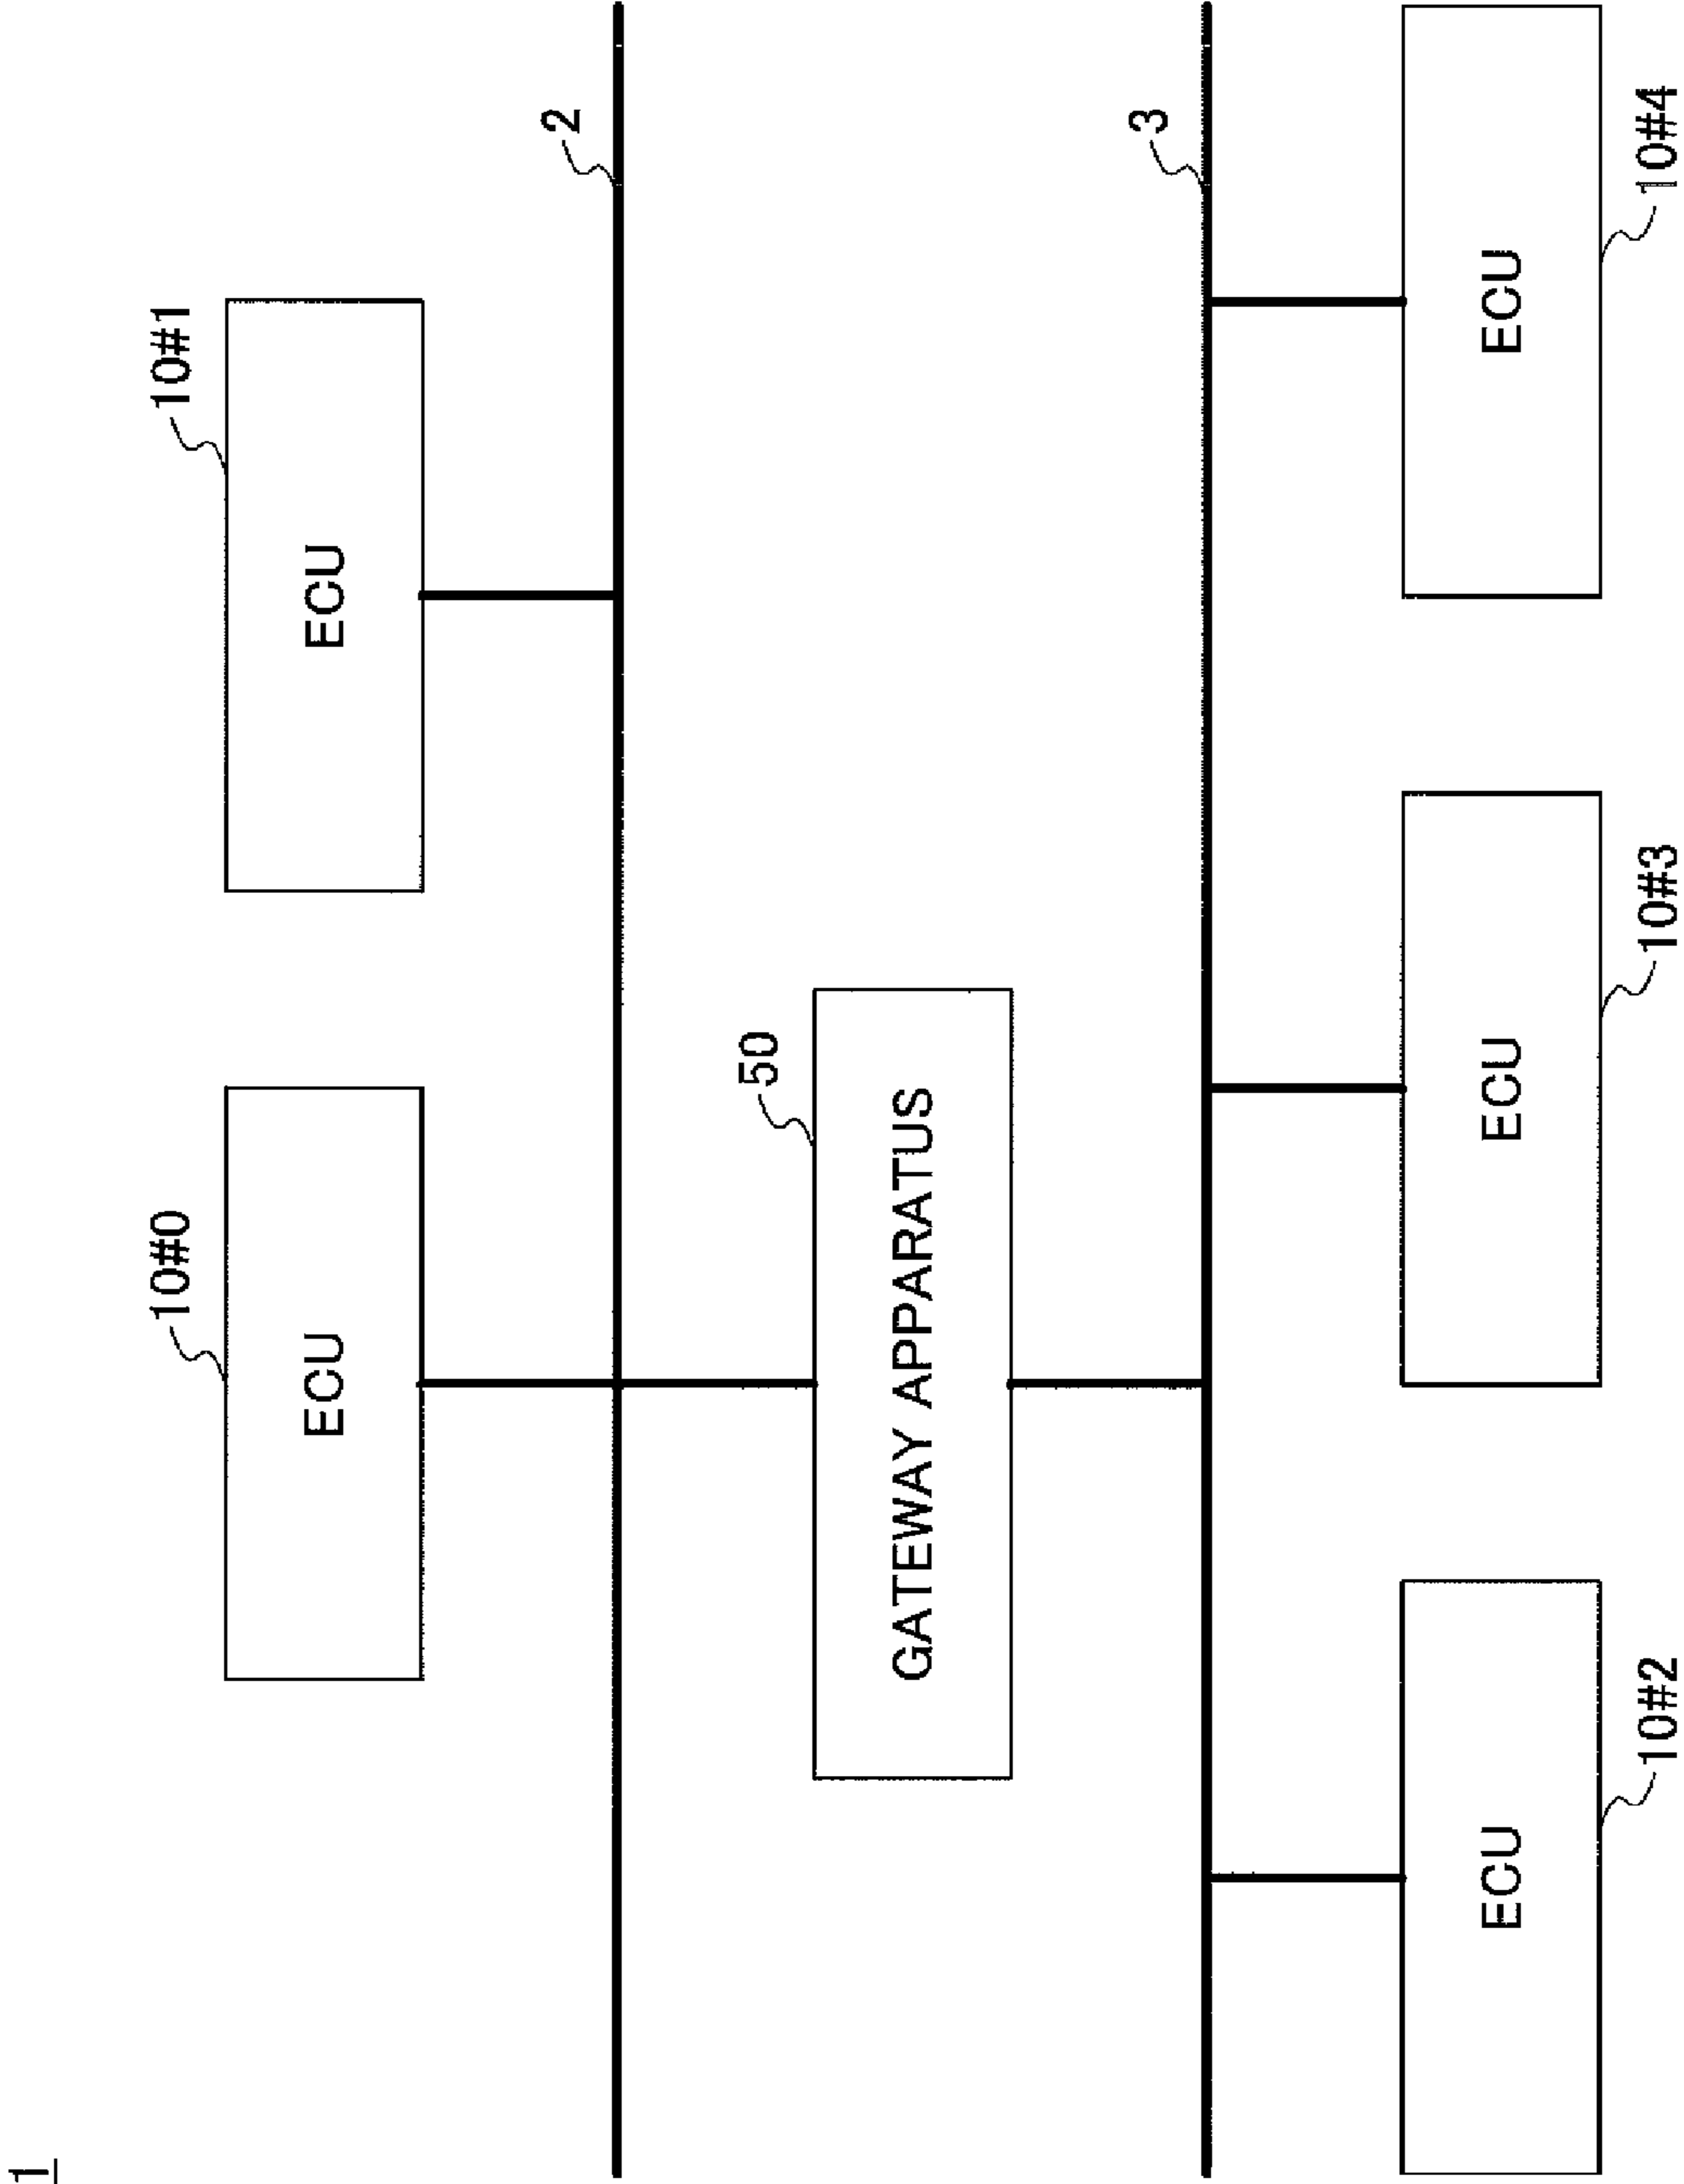 1
10#0
10#1
ECU
ECU
2
50
GATEWAY APPARATUS
3
ECU
ECU
ECU
10#2
10#3
10#4